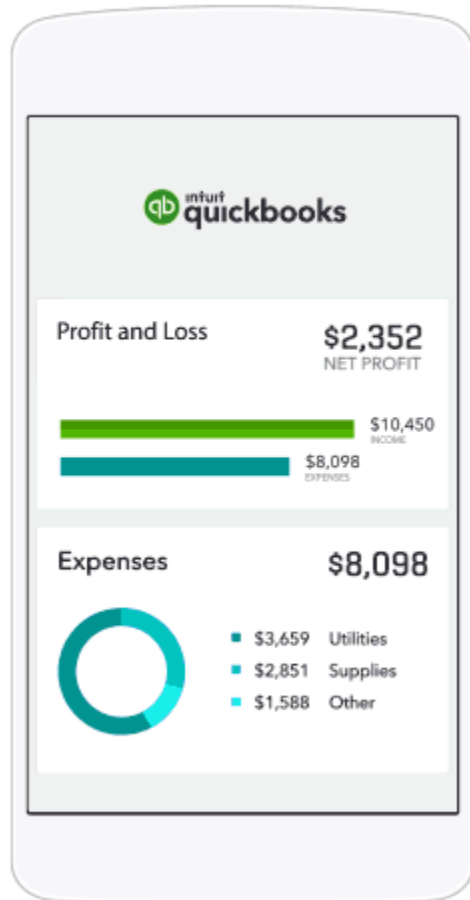 qb intuit
quickbooks
Profit and Loss
$2,352
NET PROFIT
$10,450
INCOME
$8,098
EXPENSES
Expenses
$8,098
$3,659 Utilities
$2,851 Supplies
$1,588 Other